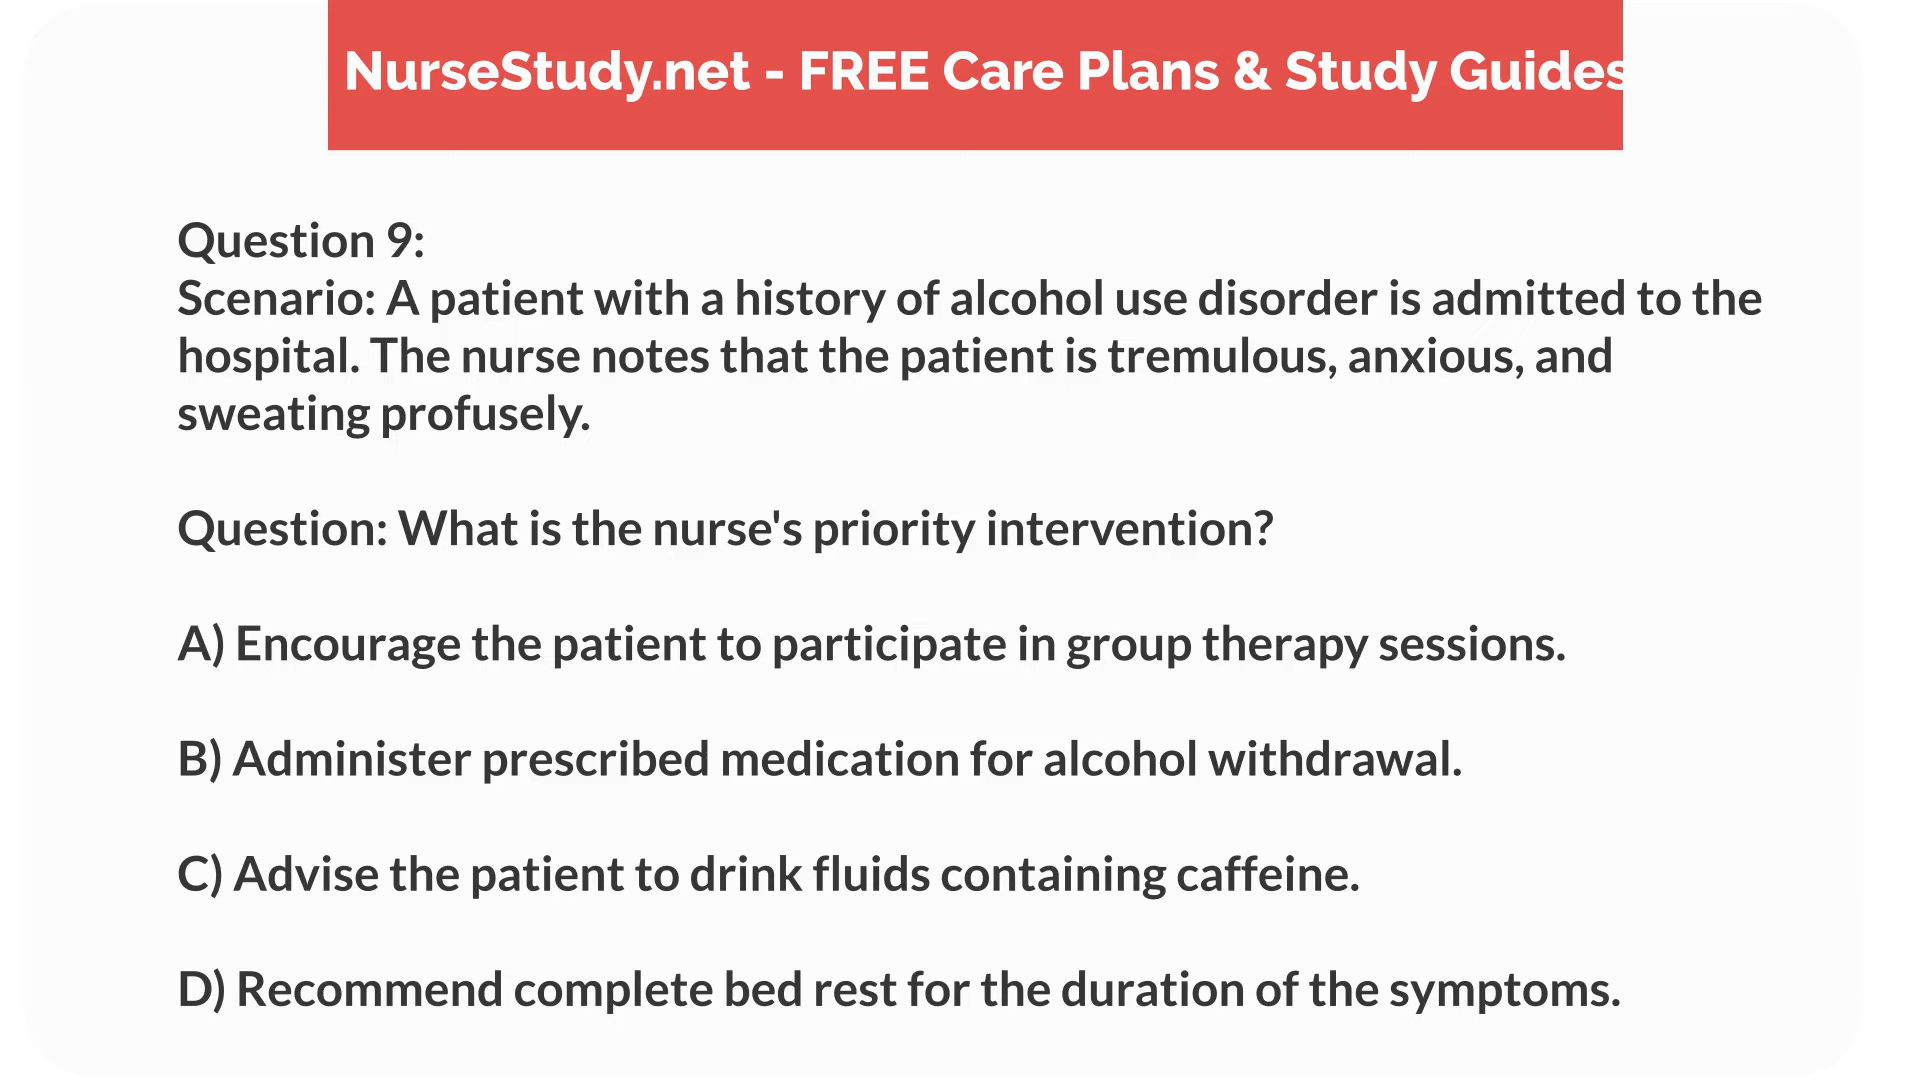 NurseStudy.net - FREE Care Plans & Study Guides
Question 9:
Scenario: A patient with a history of alcohol use disorder is admitted to the
hospital. The nurse notes that the patient is tremulous, anxious, and
sweating profusely.
Question: What is the nurse's priority intervention?
A) Encourage the patient to participate in group therapy sessions.
B) Administer prescribed medication for alcohol withdrawal.
C) Advise the patient to drink fluids containing caffeine.
D) Recommend complete bed rest for the duration of the symptoms.